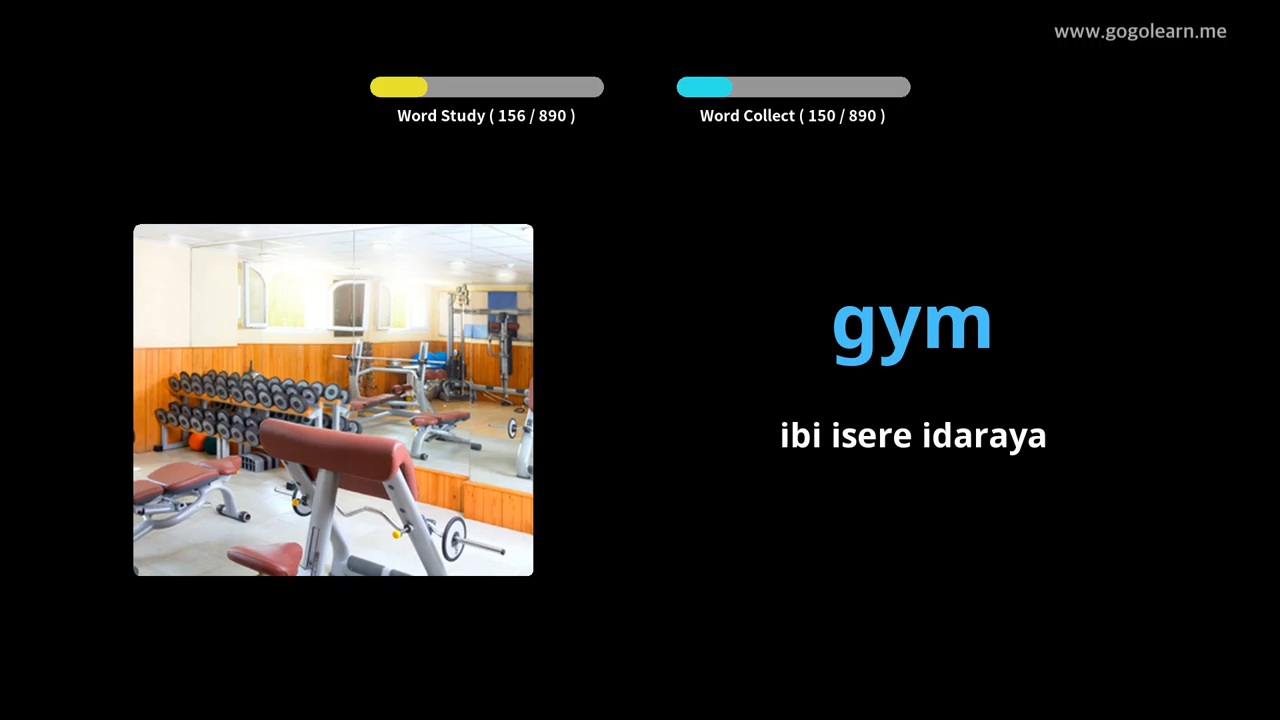 www.gogolearn.me
Word Study ( 156 / 890 )
Word Collect ( 150 / 890 )
gym
ibi isere idaraya